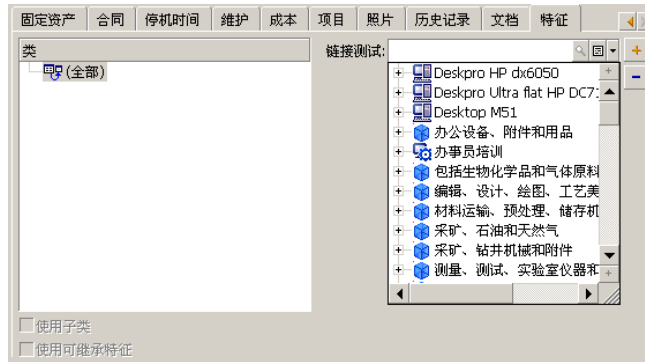 固定资产 合同 停机时间 维护 成本 项目 照片 历史记录 文档 特征
类
(全部)
链接测试:
Deskpro HP dx6050
Deskpro Ultra flat HP DC7
Desktop M51
办公设备、附件和用品
办事员培训
包括生物化学品和气体原料
编辑、设计、绘图、工艺美
材料运输、预处理、储存机
采矿、石油和天然气
采矿、钻井机械和附件
测量、测试、实验室仪器和
使用子类
使用可继承特征